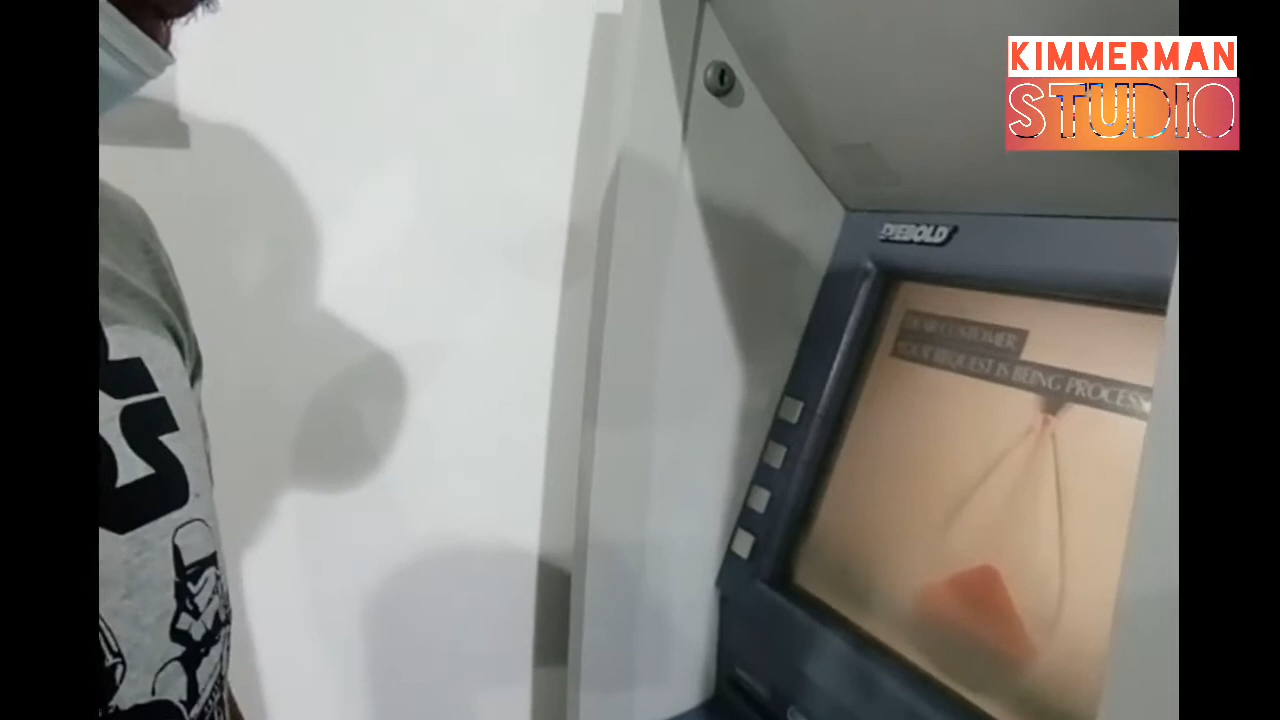 KIMMERMAN
STUDIO
DIEBOLD
DEAR CUSTOMER
YOUR REQUEST IS BEING PROCESS